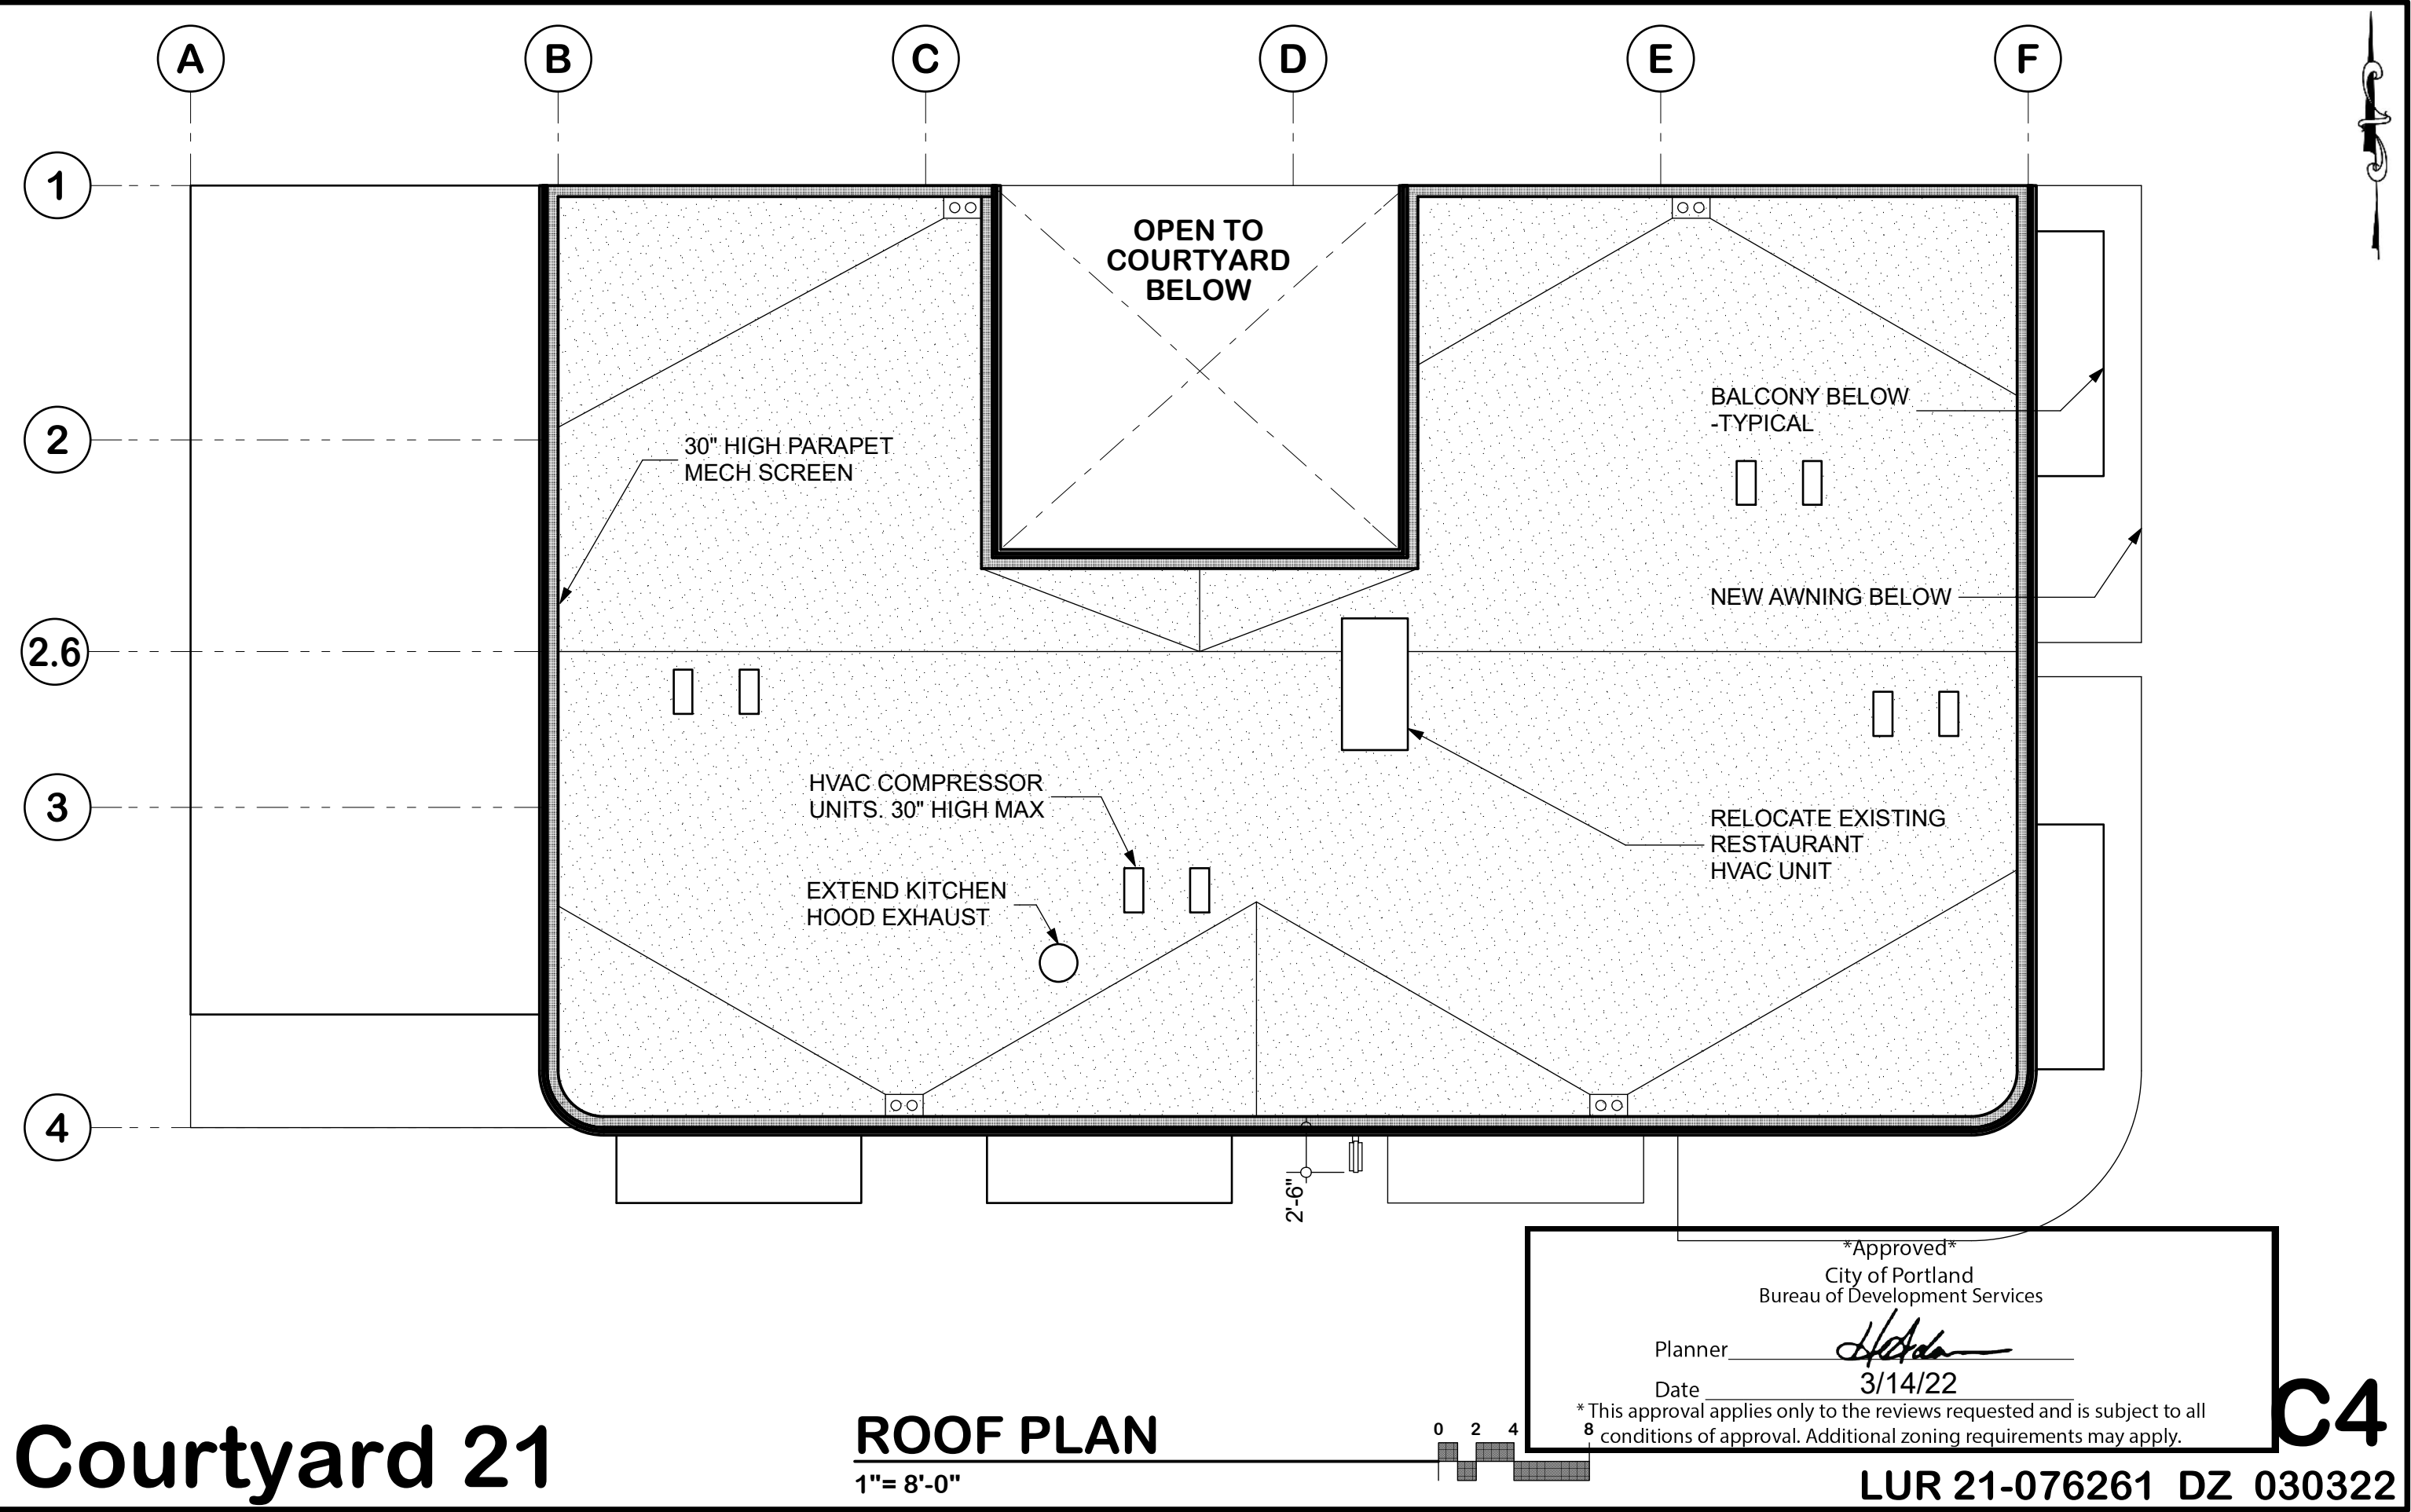 A B C D E F
1
OPEN TO
COURTYARD
BELOW
BALCONY BELOW
-TYPICAL
2
30" HIGH PARAPET
MECH SCREEN
NEW AWNING BELOW
2.6
HVAC COMPRESSOR
UNITS. 30" HIGH MAX
3
RELOCATE EXISTING
RESTAURANT
HVAC UNIT
EXTEND KITCHEN
HOOD EXHAUST
4
2'-6"
*Approved*
City of Portland
Bureau of Development Services
Planner
Date 3/14/22
* This approval applies only to the reviews requested and is subject to all
conditions of approval. Additional zoning requirements may apply.
C4
Courtyard 21
ROOF PLAN
1"= 8'-0"
0 2 4 8
LUR 21-076261 DZ 030322